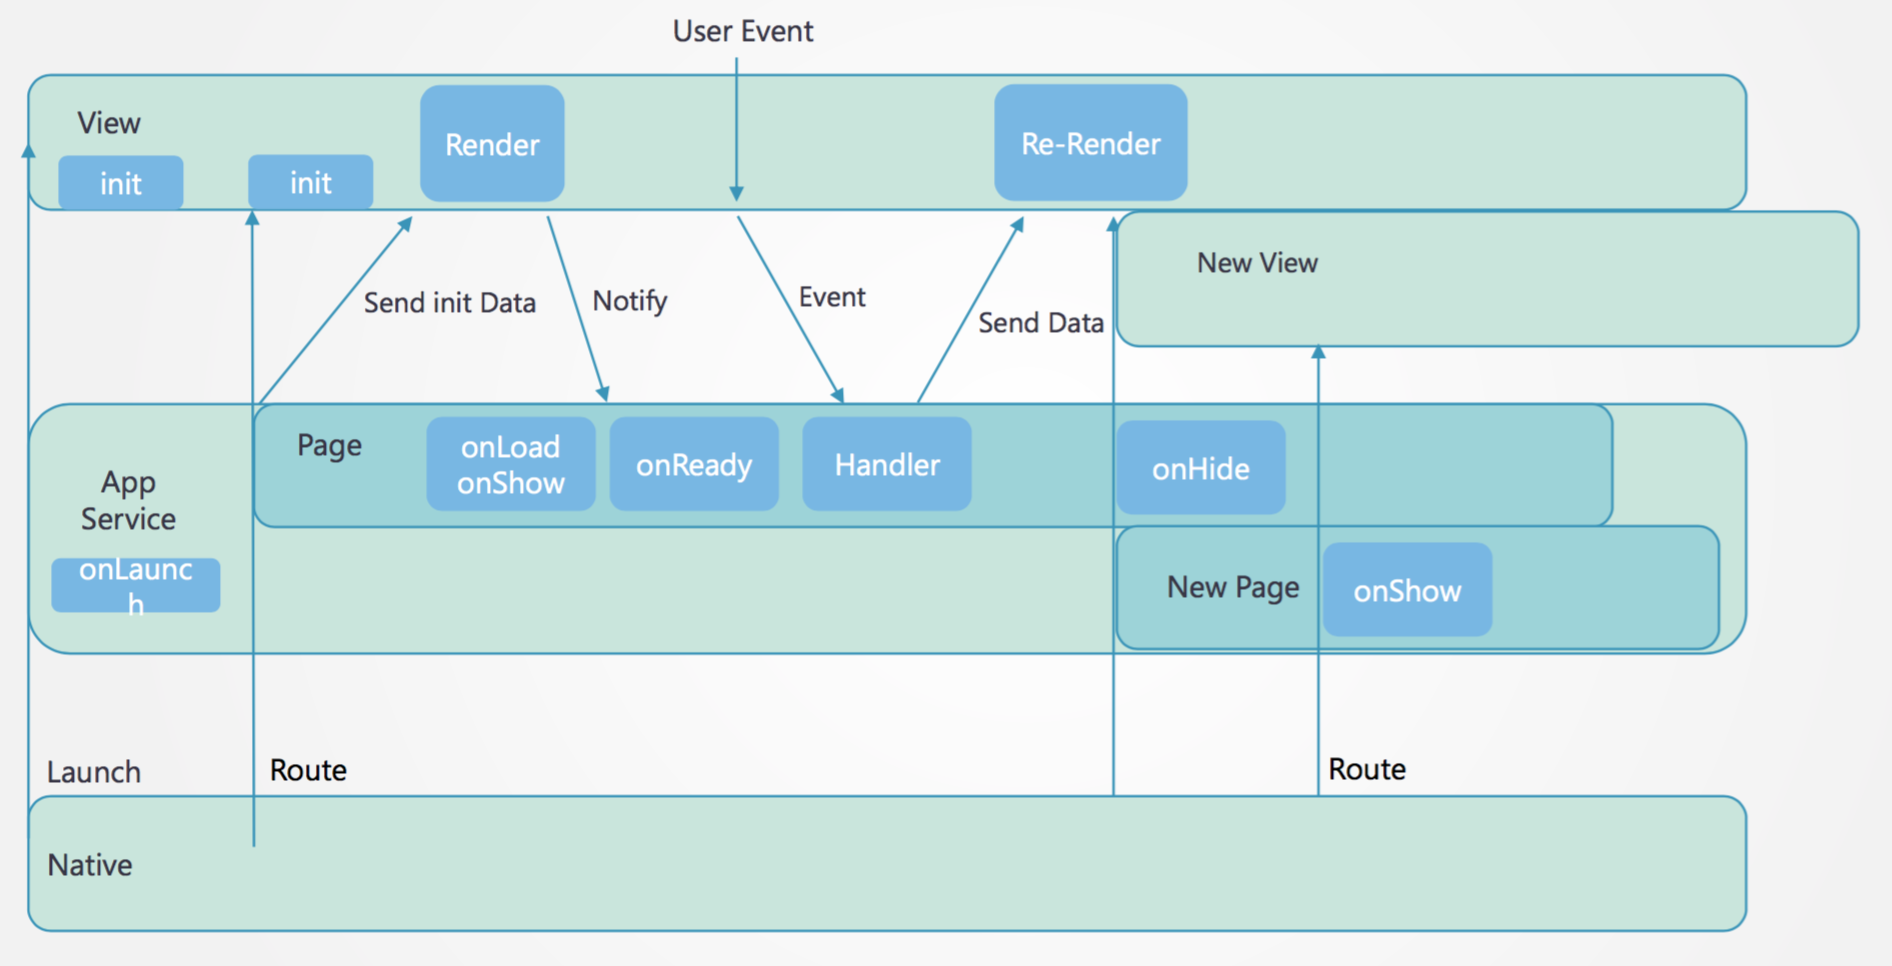 User Event
View
init
init
Render
Re-Render
New View
Send init Data
Notify
Event
Send Data
Page
onLoad
onShow
onReady
Handler
onHide
App
Service
onLaunc
h
New Page
onShow
Launch
Route
Route
Native